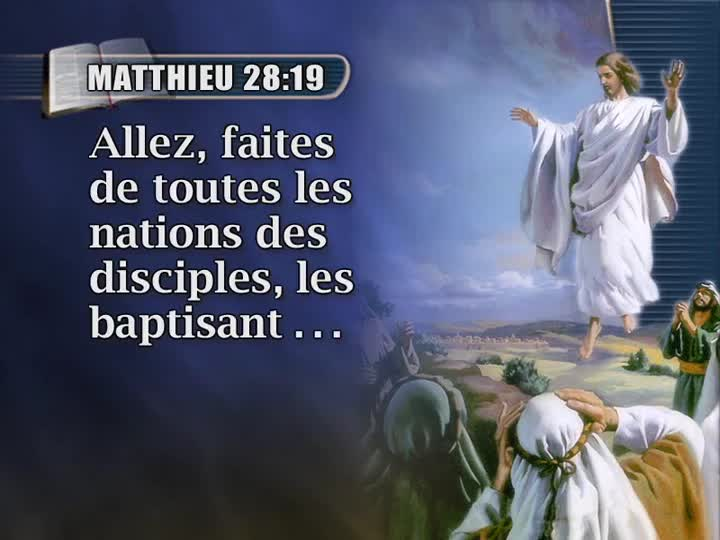 MATTHIEU 28:19
Allez, faites
de toutes les
nations des
disciples, les
baptisant . . .